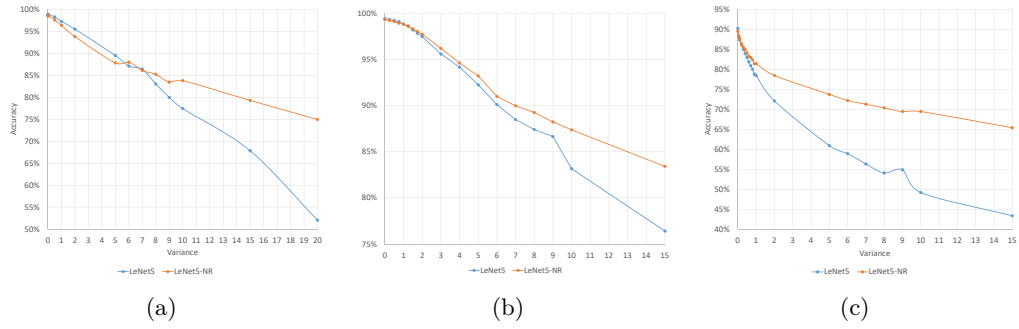 100%
95%
90%
85%
80%
75%
70%
65%
60%
55%
50%
Accuracy
0 1 2 3 4 5 6 7 8 9 10 11 12 13 14 15 16 17 18 19 20
Variance
LeNet5 LeNet5-NR
(a)
100%
95%
90%
85%
80%
75%
0 1 2 3 4 5 6 7 8 9 10 11 12 13 14 15
LeNet5 LeNet5-NR
(b)
95%
90%
85%
80%
75%
70%
65%
60%
55%
50%
45%
40%
Accuracy
0 1 2 3 4 5 6 7 8 9 10 11 12 13 14 15
Variance
LeNet5 LeNet5-NR
(c)